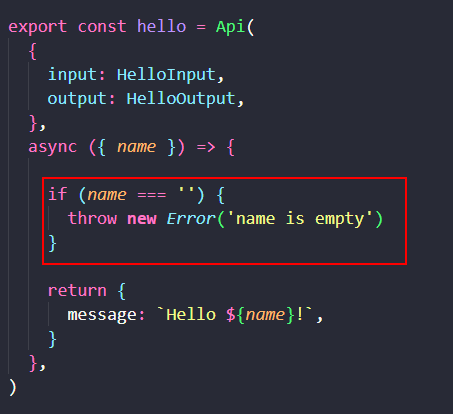 export const hello = Api(
  {
    input: HelloInput,
    output: HelloOutput,
  },
  async ({ name }) => {

    if (name === '') {
      throw new Error('name is empty')
    }

    return {
      message: `Hello ${name}!`,
    }
  },
)